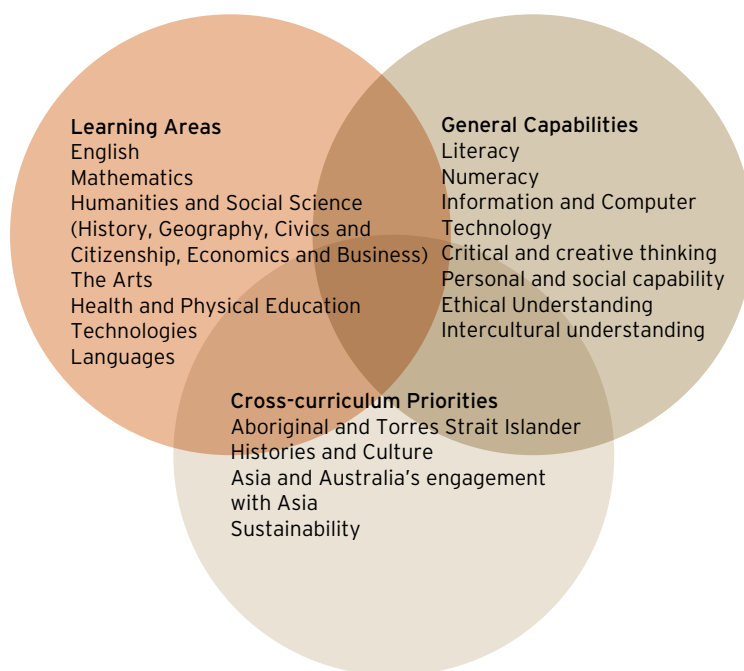 Learning Areas
English
Mathematics
Humanities and Social Science
(History, Geography, Civics and
Citizenship, Economics and Business)
The Arts
Health and Physical Education
Technologies
Languages
General Capabilities
Literacy
Numeracy
Information and Computer
Technology
Critical and creative thinking
Personal and social capability
Ethical Understanding
Intercultural understanding
Cross-curriculum Priorities
Aboriginal and Torres Strait Islander
Histories and Culture
Asia and Australia's engagement
with Asia
Sustainability